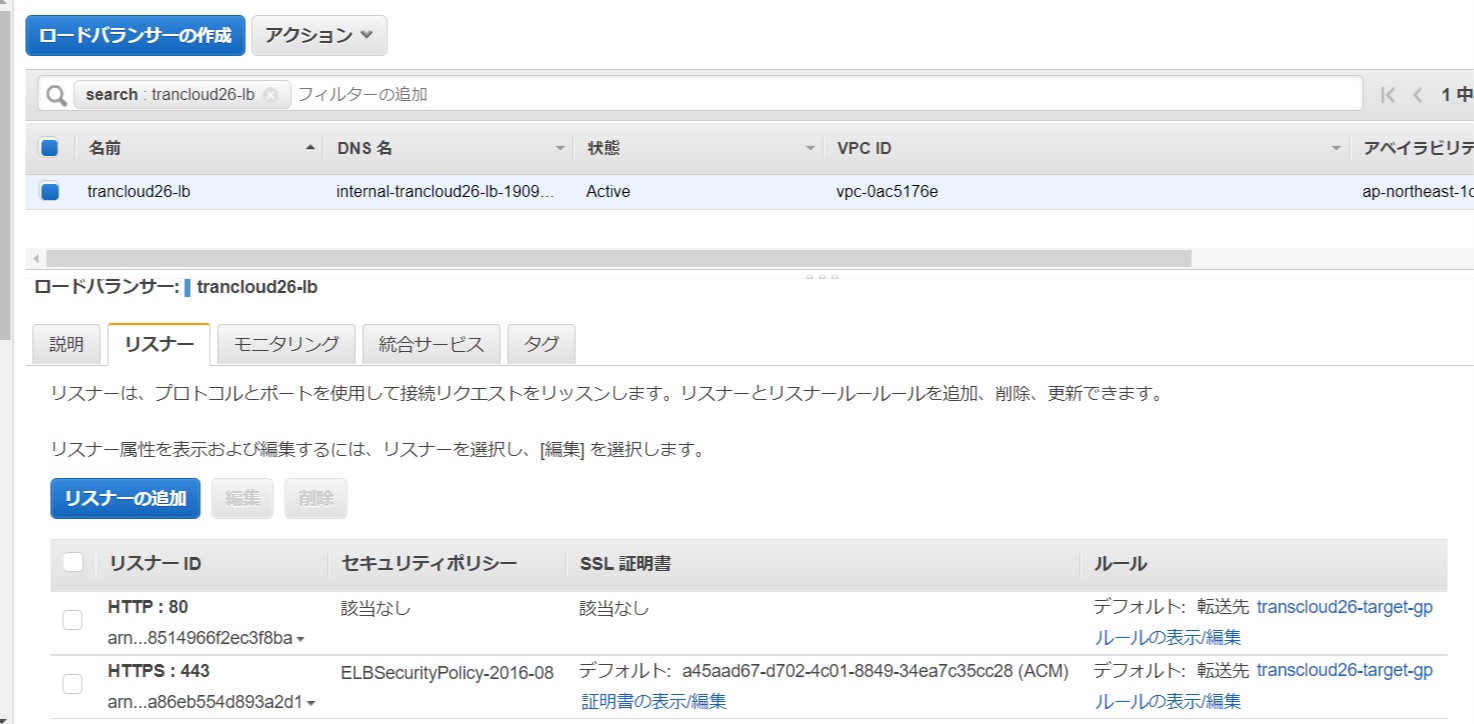 ロードバランサーの作成 アクション
search : trancloud26-lb フィルターの追加 1 中
名前 DNS 名 状態 VPC ID アベイラビリテ
trancloud26-lb internal-trancloud26-lb-1909... Active vpc-0ac5176e ap-northeast-1c
ロードバランサー: trancloud26-lb
説明 リスナー モニタリング 統合サービス タグ
リスナーは、プロトコルとポートを使用して接続リクエストをリッスンします。リスナーとリスナールールールを追加、削除、更新できます。
リスナー属性を表示および編集するには、リスナーを選択し、[編集] を選択します。
リスナーの追加 編集 削除
リスナー ID セキュリティポリシー SSL 証明書 ルール
HTTP : 80 該当なし 該当なし デフォルト: 転送先 transcloud26-target-gp
arn...8514966f2ec3f8ba ルールの表示/編集
HTTPS : 443 ELBSecurityPolicy-2016-08 デフォルト: a45aad67-d702-4c01-8849-34ea7c35cc28 (ACM) デフォルト: 転送先 transcloud26-target-gp
arn...a86eb554d893a2d1 証明書の表示/編集 ルールの表示/編集